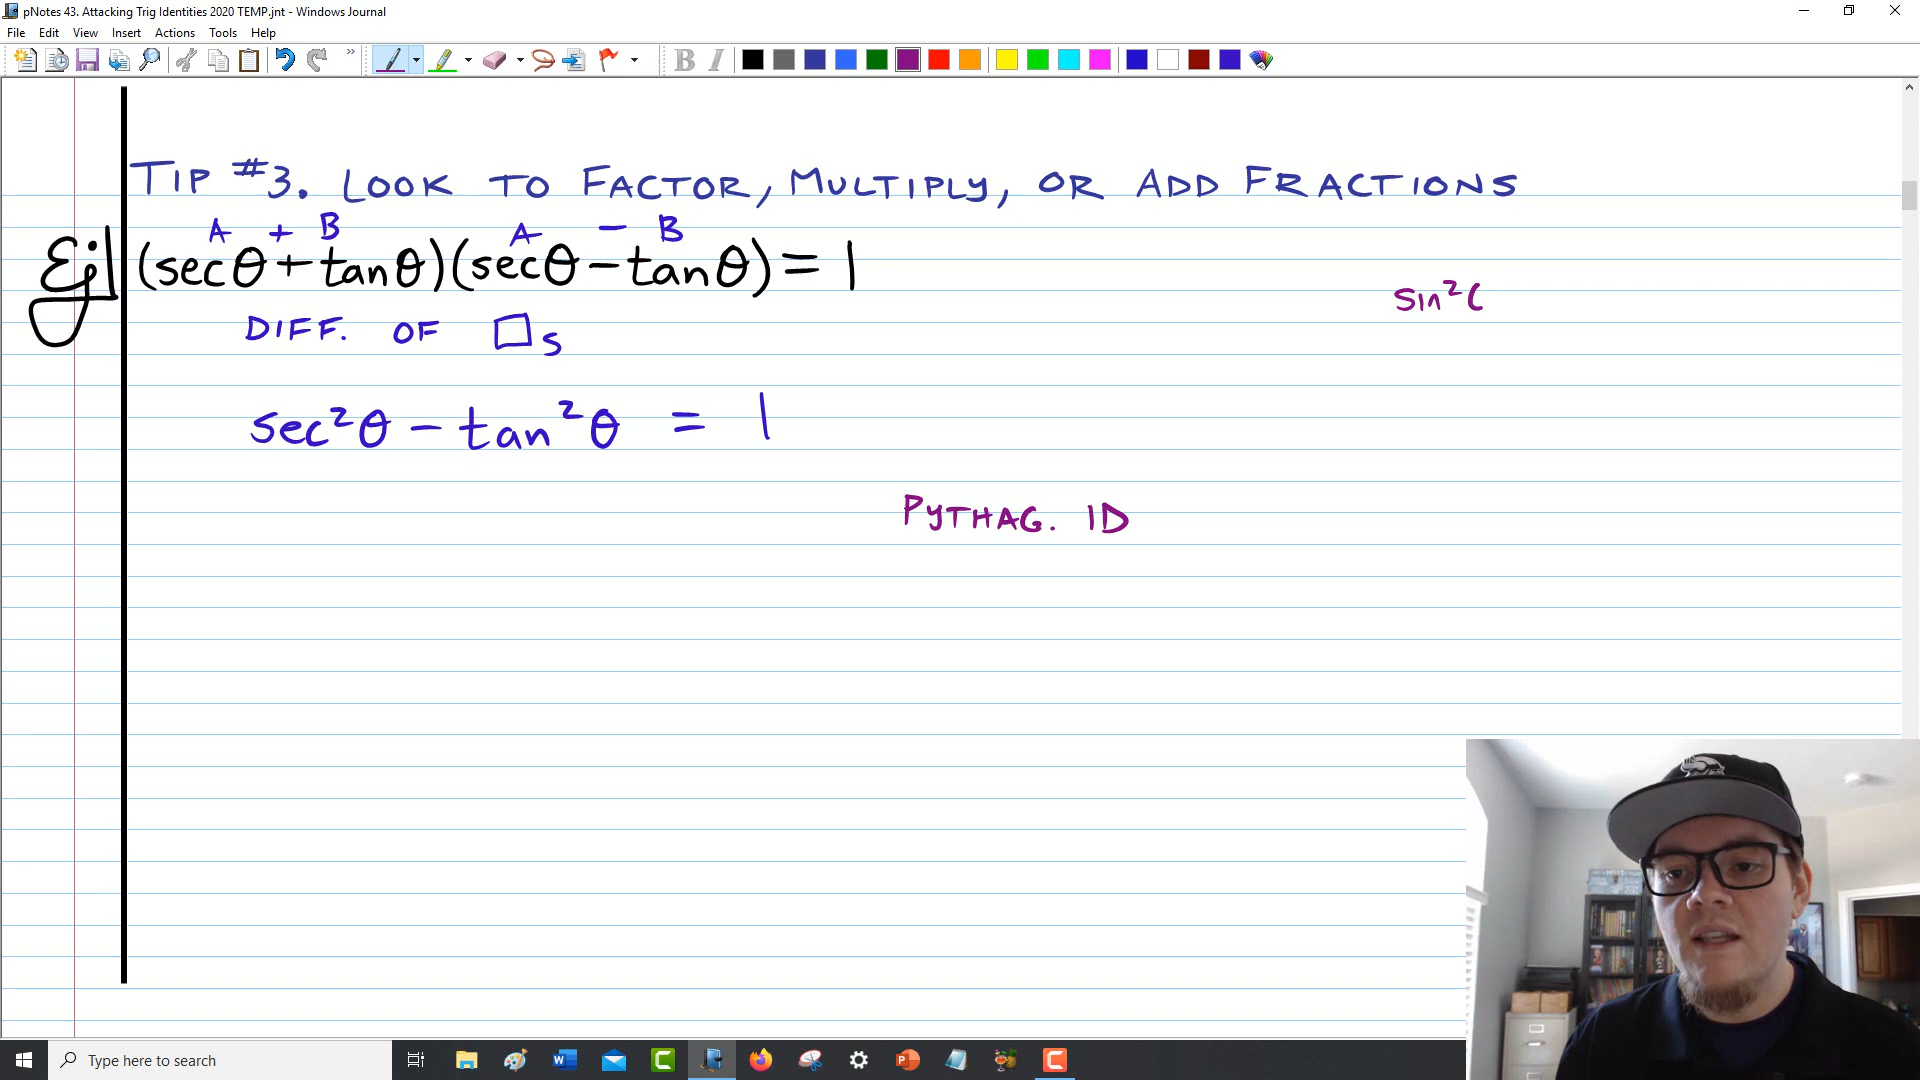 pNotes 43. Attacking Trig Identities 2020 TEMP.jnt - Windows Journal
File Edit View Insert Actions Tools Help
B I
TIP #3. LOOK TO FACTOR, MULTIPLY, OR ADD FRACTIONS
A + B A - B
Ej (secθ+tanθ)(secθ-tanθ)=1
sin²(
DIFF. OF □s
sec²θ - tan²θ = 1
PYTHAG. ID
Type here to search